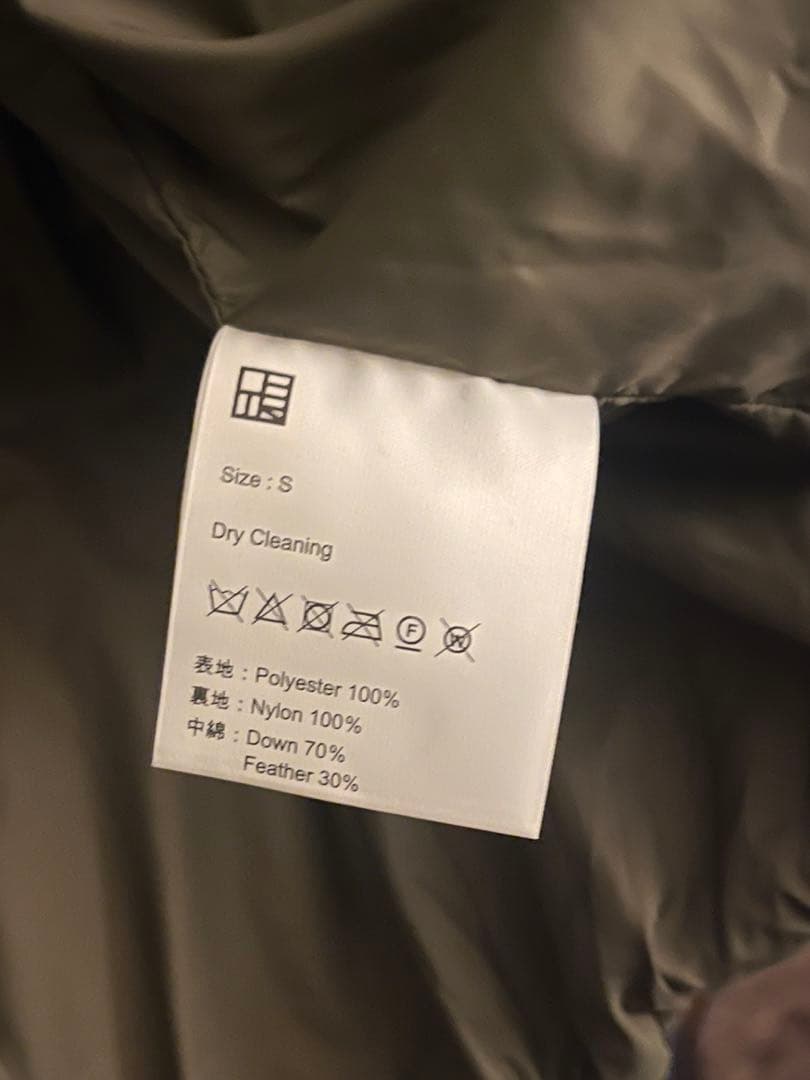 Size : S
Dry Cleaning
F W
表地 : Polyester 100%
裏地 : Nylon 100%
中綿 : Down 70%
Feather 30%